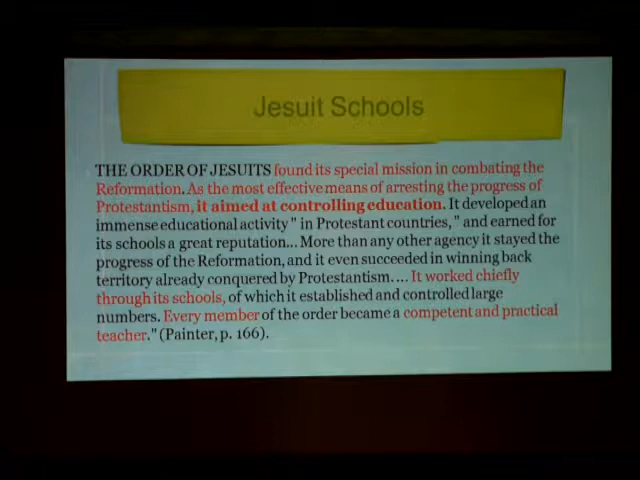 Jesuit Schools
THE ORDER OF JESUITS found its special mission in combating the
Reformation. As the most effective means of arresting the progress of
Protestantism, it aimed at controlling education. It developed an
immense educational activity " in Protestant countries, " and earned for
its schools a great reputation... More than any other agency it stayed the
progress of the Reformation, and it even succeeded in winning back
territory already conquered by Protestantism. ... It worked chiefly
through its schools, of which it established and controlled large
numbers. Every member of the order became a competent and practical
teacher." (Painter, p. 166).